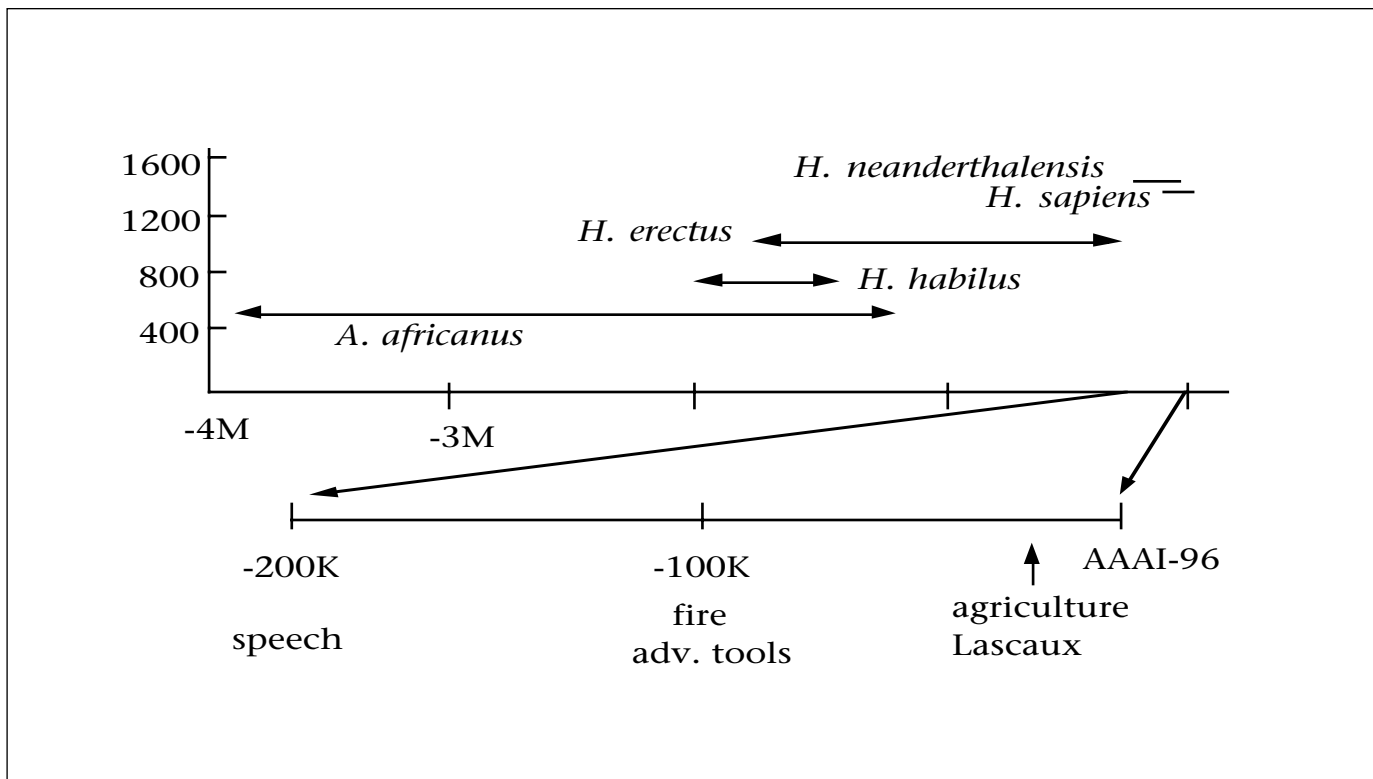 1600
H. neanderthalensis
H. sapiens
1200
H. erectus
800
H. habilus
400
A. africanus
-4M
-3M
-200K
-100K
AAAI-96
speech
fire
adv. tools
agriculture
Lascaux